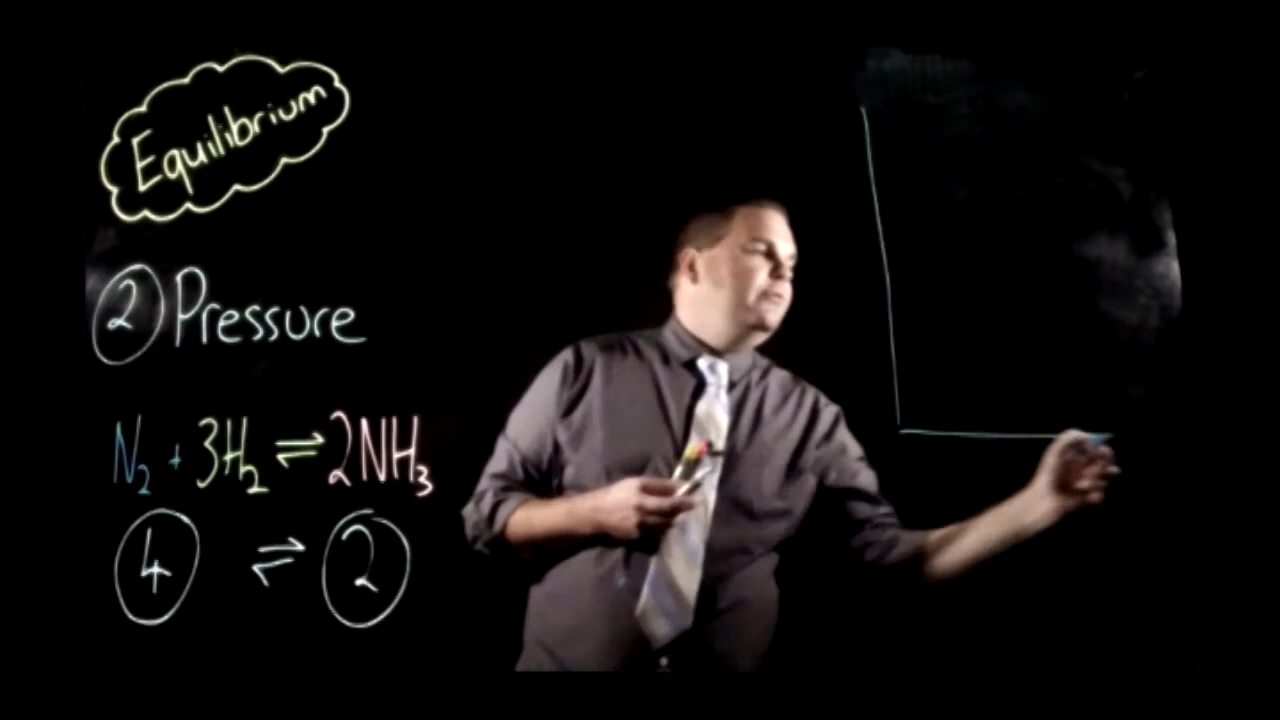 Equilibrium
2 Pressure
N₂ + 3H₂ ⇌ 2NH₃
4 ⇌ 2